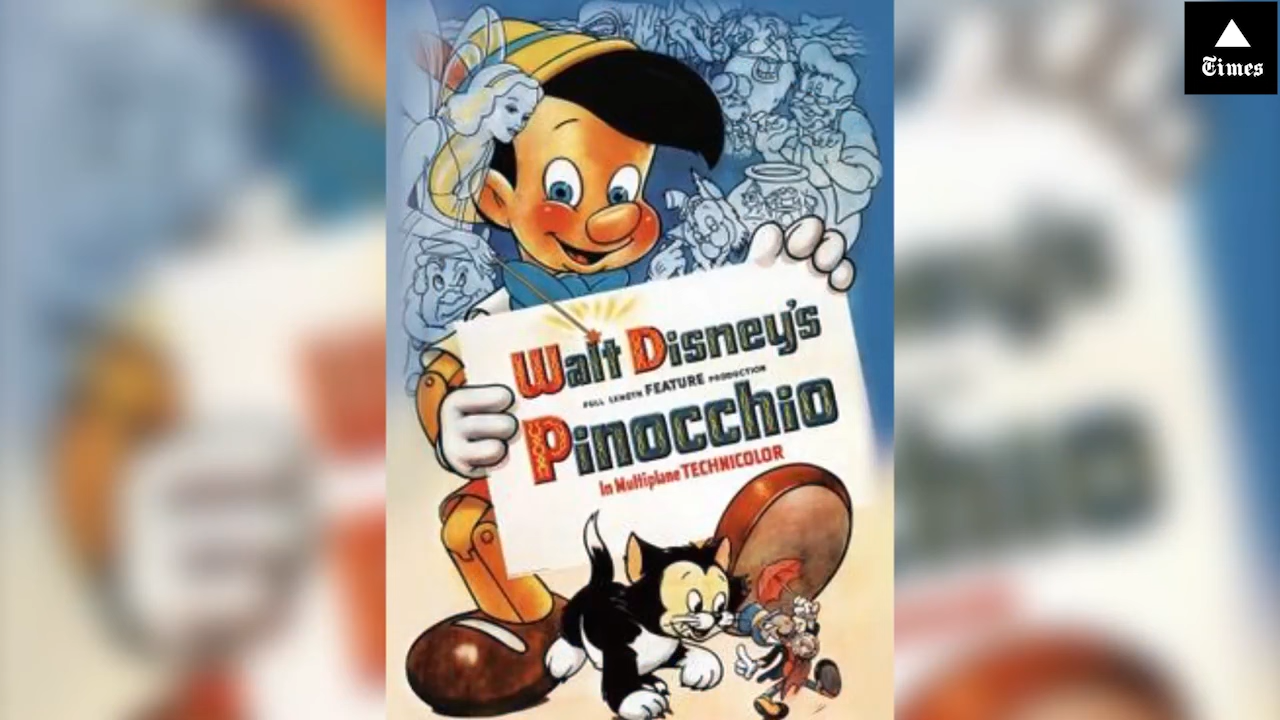 Times
Walt Disney's
FULL LENGTH FEATURE PRODUCTION
Pinocchio
In Multiplane TECHNICOLOR